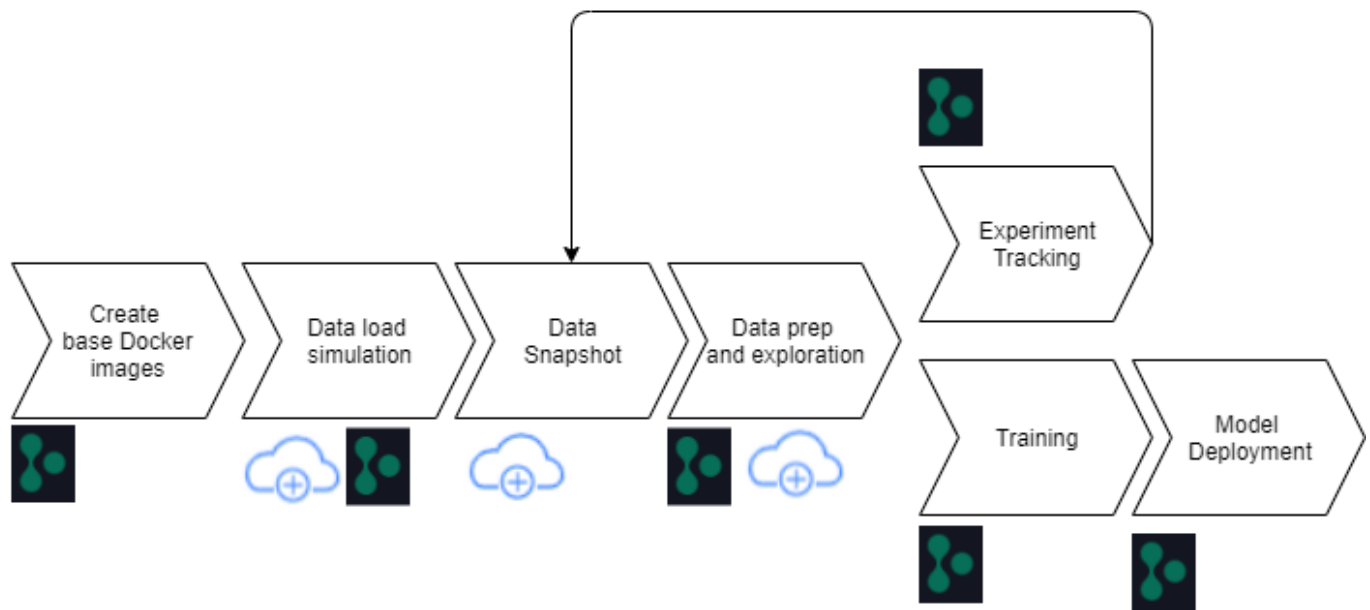 Create
base Docker
images
Data load
simulation
Data
Snapshot
Data prep
and exploration
Experiment
Tracking
Training
Model
Deployment